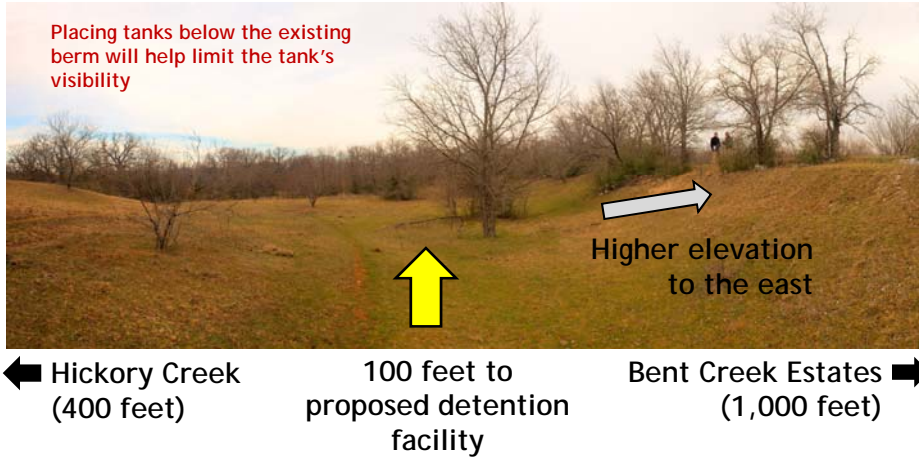 Placing tanks below the existing
berm will help limit the tank's
visibility
Higher elevation
to the east
Hickory Creek
(400 feet)
100 feet to
proposed detention
facility
Bent Creek Estates
(1,000 feet)